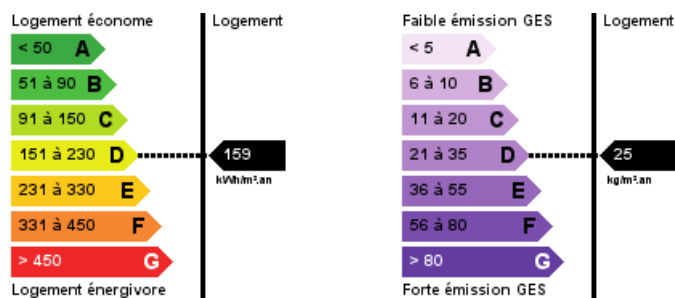 Logement économe
Logement
< 50 A
51 à 90 B
91 à 150 C
151 à 230 D
159
kWh/m².an
231 à 330 E
331 à 450 F
> 450 G
Logement énergivore
Faible émission GES
Logement
< 5 A
6 à 10 B
11 à 20 C
21 à 35 D
25
kg/m².an
36 à 55 E
56 à 80 F
> 80 G
Forte émission GES